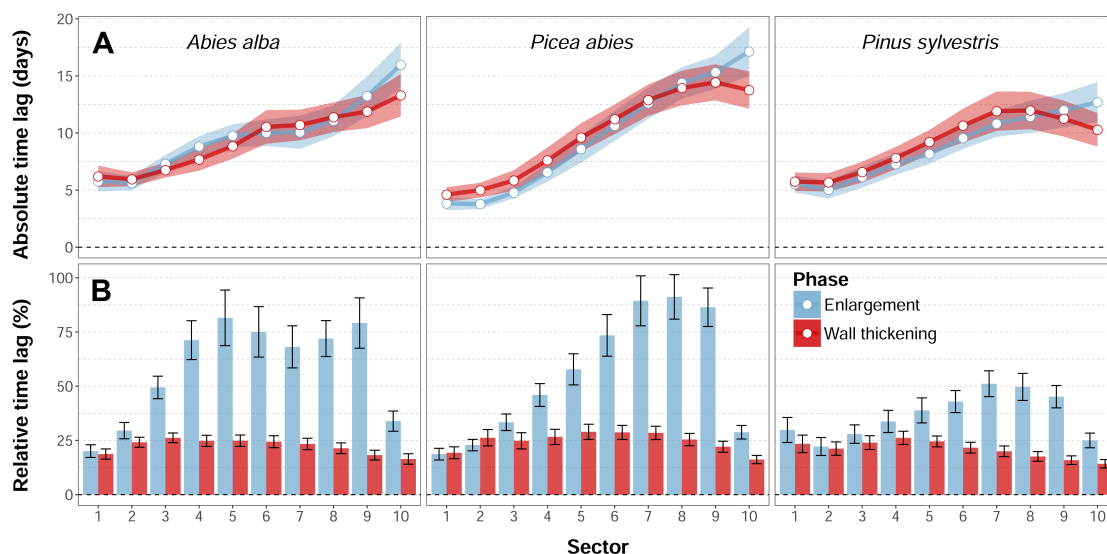 A
Abies alba
Picea abies
Pinus sylvestris
Absolute time lag (days)
20
15
10
5
0
B
Relative time lag (%)
100
75
50
25
0
Phase
Enlargement
Wall thickening
1 2 3 4 5 6 7 8 9 10
1 2 3 4 5 6 7 8 9 10
1 2 3 4 5 6 7 8 9 10
Sector